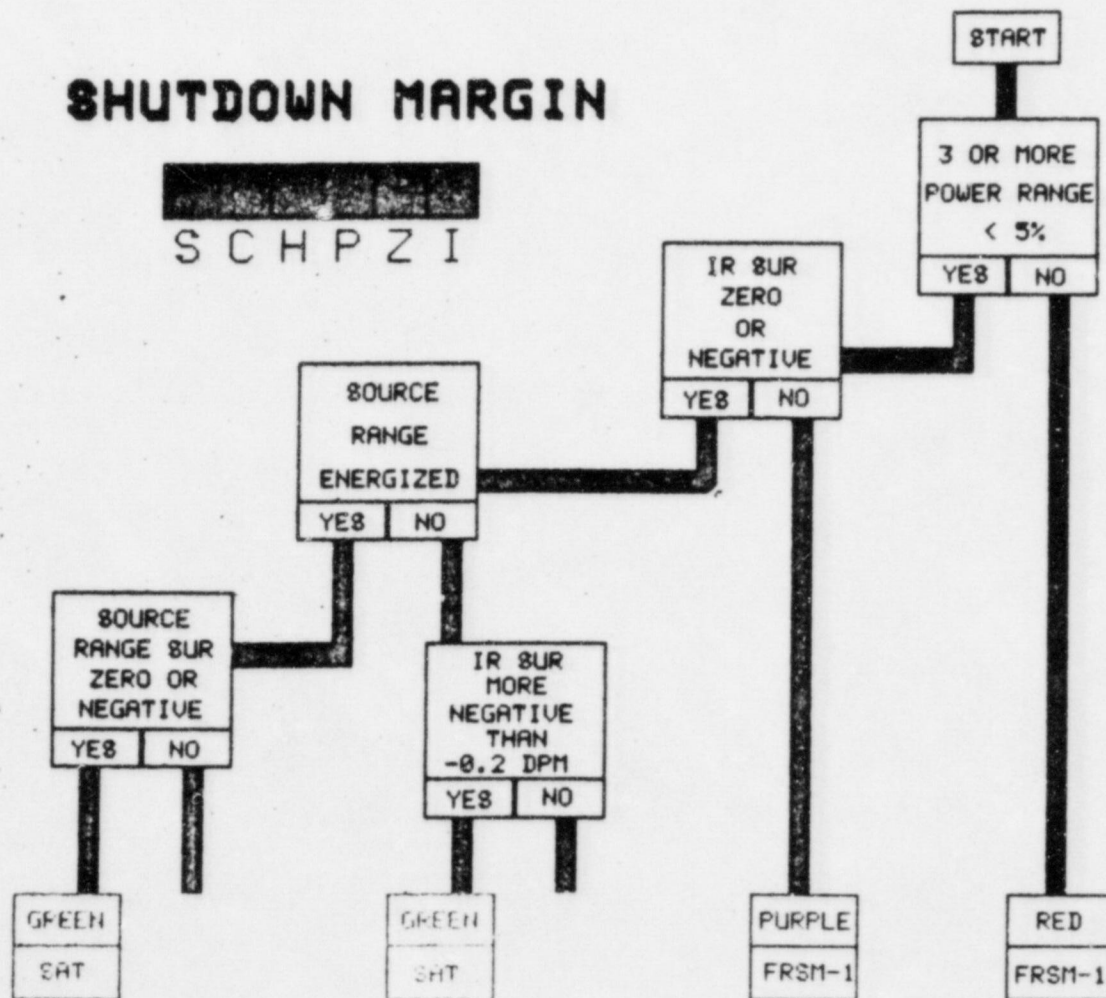 START
SHUTDOWN MARGIN
S C H P Z I
3 OR MORE
POWER RANGE
< 5%
YES NO
IR SUR
ZERO
OR
NEGATIVE
YES NO
SOURCE
RANGE
ENERGIZED
YES NO
SOURCE
RANGE SUR
ZERO OR
NEGATIVE
YES NO
IR SUR
MORE
NEGATIVE
THAN
-0.2 DPM
YES NO
GREEN
SAT
GREEN
SAT
PURPLE
FRSM-1
RED
FRSM-1